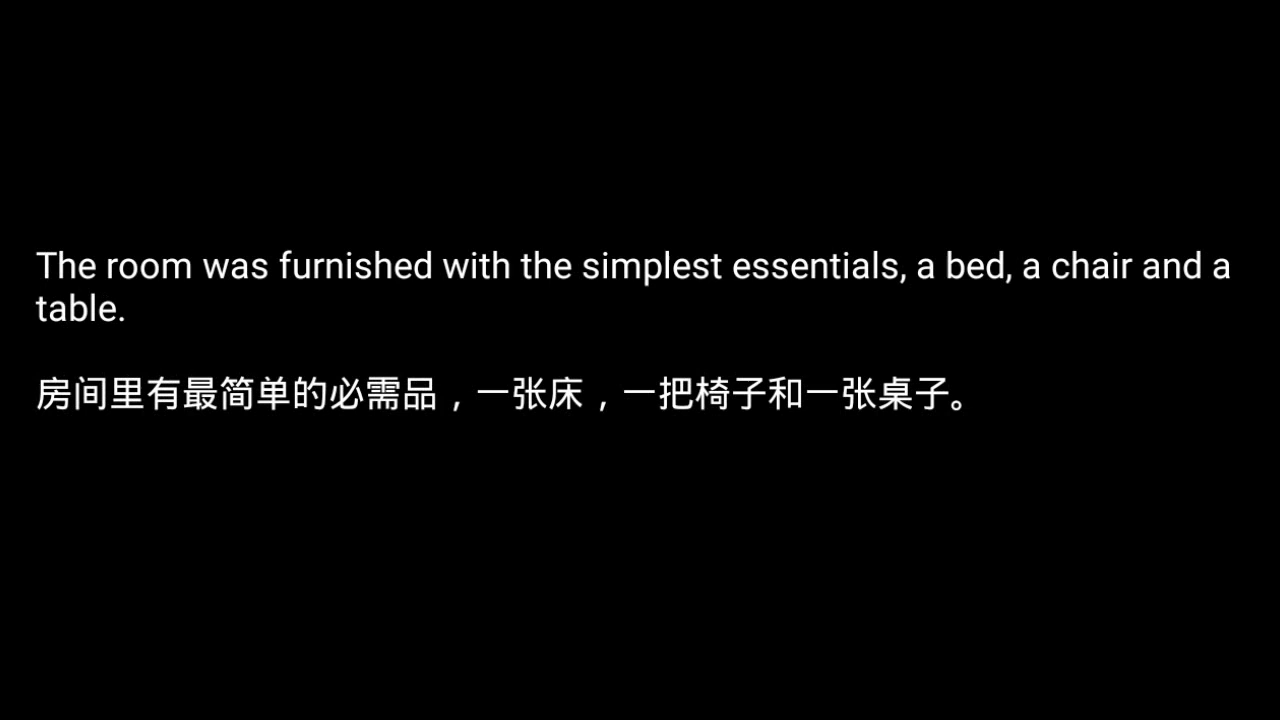 The room was furnished with the simplest essentials, a bed, a chair and a
table.
房间里有最简单的必需品，一张床，一把椅子和一张桌子。